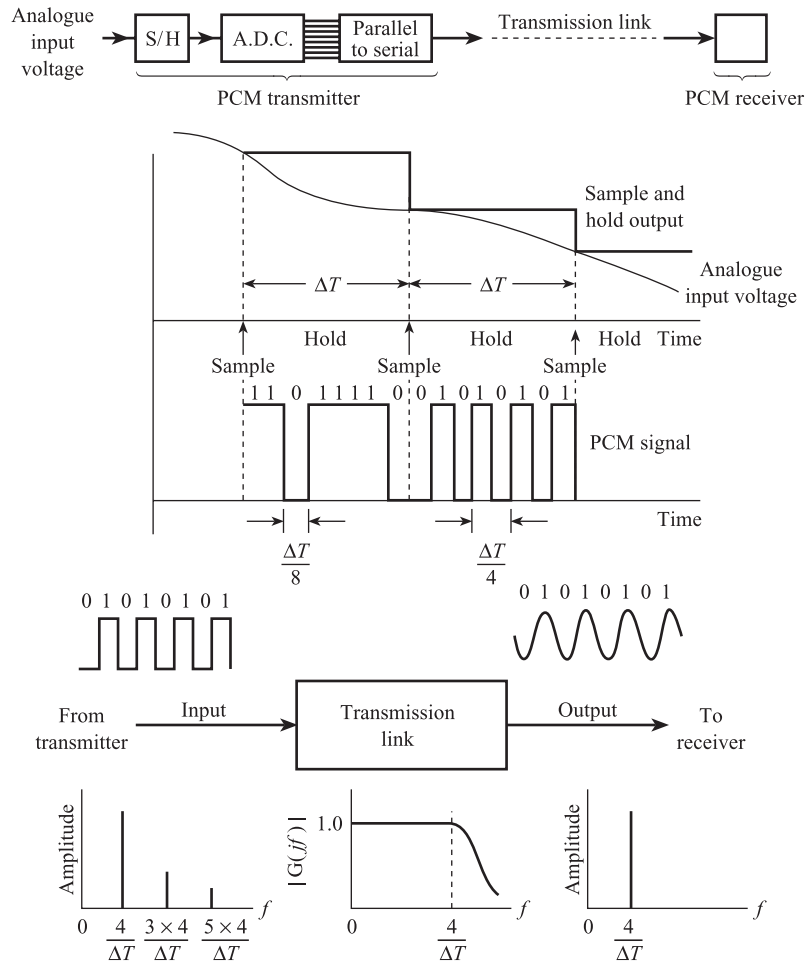 Analogue
input
voltage
S/H
A.D.C.
Parallel
to serial
Transmission link
PCM transmitter
PCM receiver
Sample and
hold output
Analogue
input voltage
ΔT
ΔT
Hold
Hold
Hold
Time
Sample
Sample
Sample
1 1 0 1 1 1 1 0 0 1 0 1 0 1 0 1
PCM signal
Time
ΔT
8
ΔT
4
0 1 0 1 0 1 0 1
0 1 0 1 0 1 0 1
From
transmitter
Input
Transmission
link
Output
To
receiver
Amplitude
0
4
ΔT
3 × 4
ΔT
5 × 4
ΔT
f
|G(jf)|
1.0
0
4
ΔT
f
Amplitude
0
4
ΔT
f